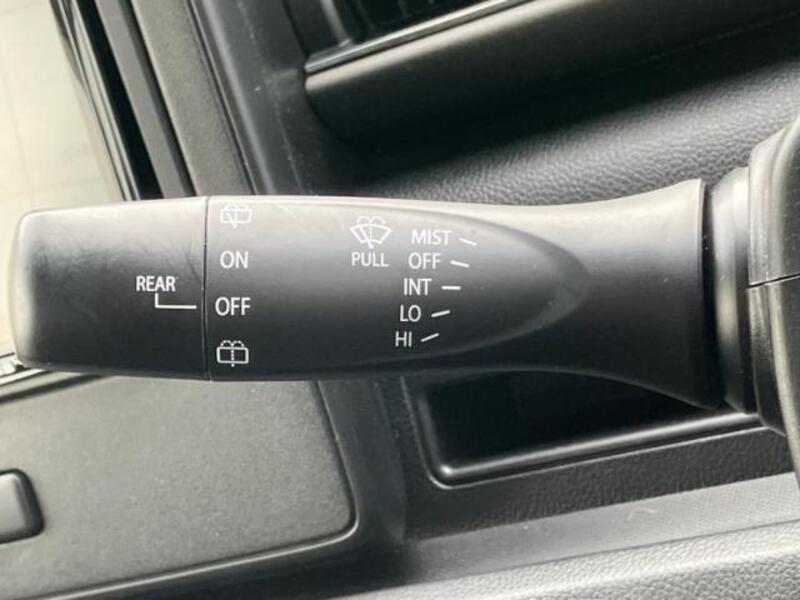 REAR
ON
OFF
PULL
MIST
OFF
INT
LO
HI